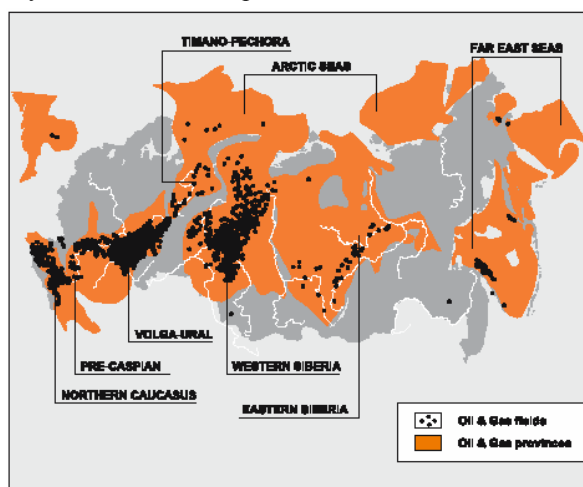 TIMANO-PECHORA
ARCTIC SEAS
FAR EAST SEAS
VOLGA-URAL
PRE-CASPIAN
WESTERN SIBERIA
NORTHERN CAUCASUS
EASTERN SIBERIA
Oil & Gas fields
Oil & Gas provinces